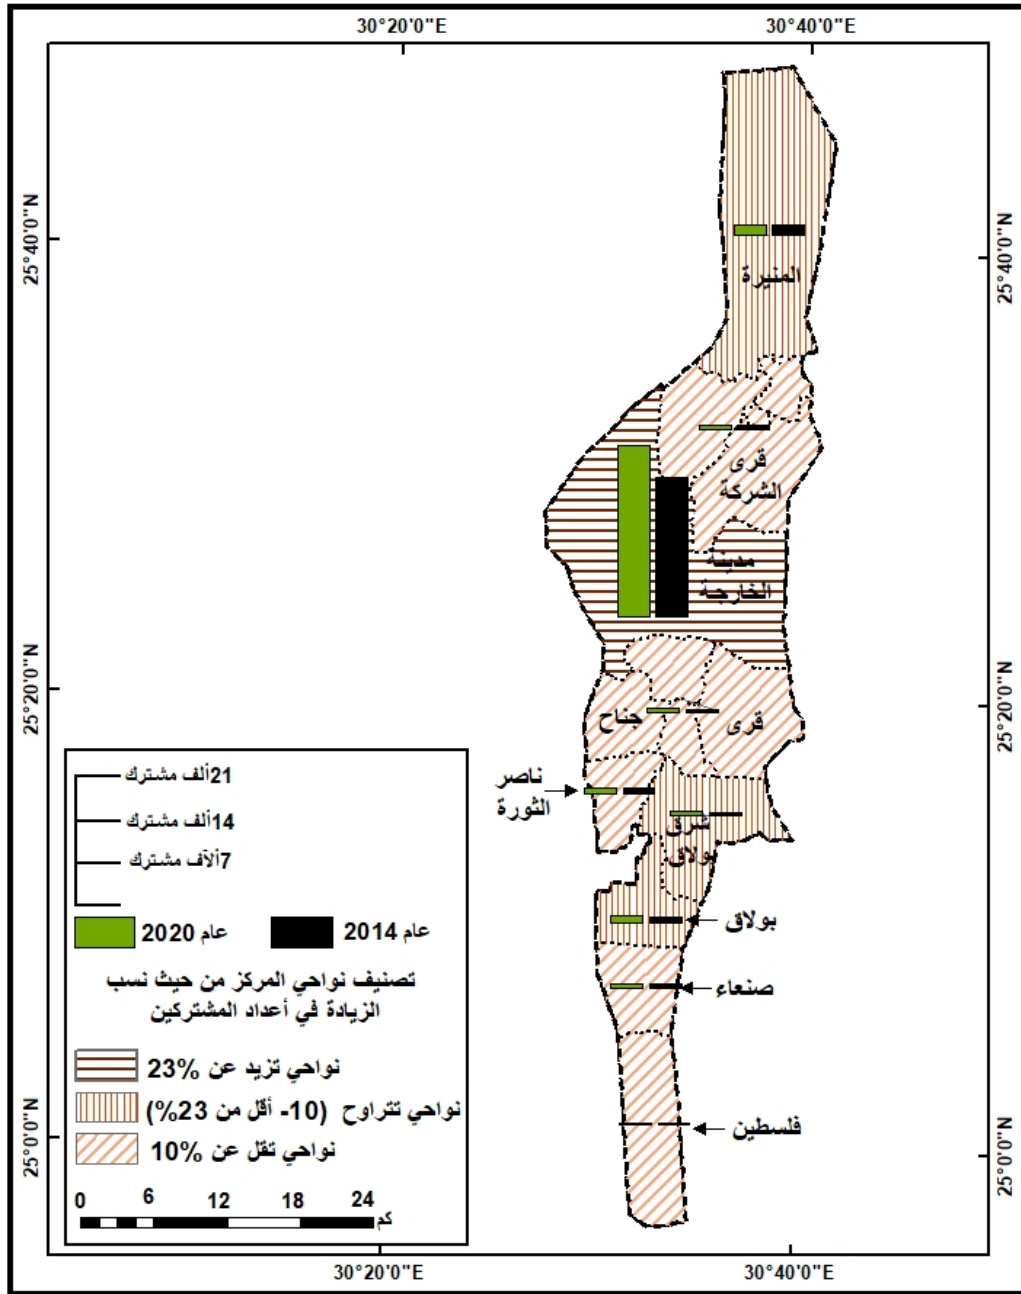 30°20'0"E
30°40'0"E
25°40'0"N
25°40'0"N
المنيرة
قرى
الشركة
مدينة
الخارجة
25°20'0"N
25°20'0"N
جناح
قرى
ناصر
الثورة
شرق
بولاق
بولاق
صنعاء
فلسطين
25°0'0"N
25°0'0"N
21ألف مشترك
14ألف مشترك
7ألآف مشترك
عام 2014
عام 2020
تصنيف نواحي المركز من حيث نسب
الزيادة في أعداد المشتركين
نواحي تزيد عن 23%
نواحي تتراوح (10- أقل من 23%)
نواحي تقل عن 10%
0 6 12 18 24
كم
30°20'0"E
30°40'0"E